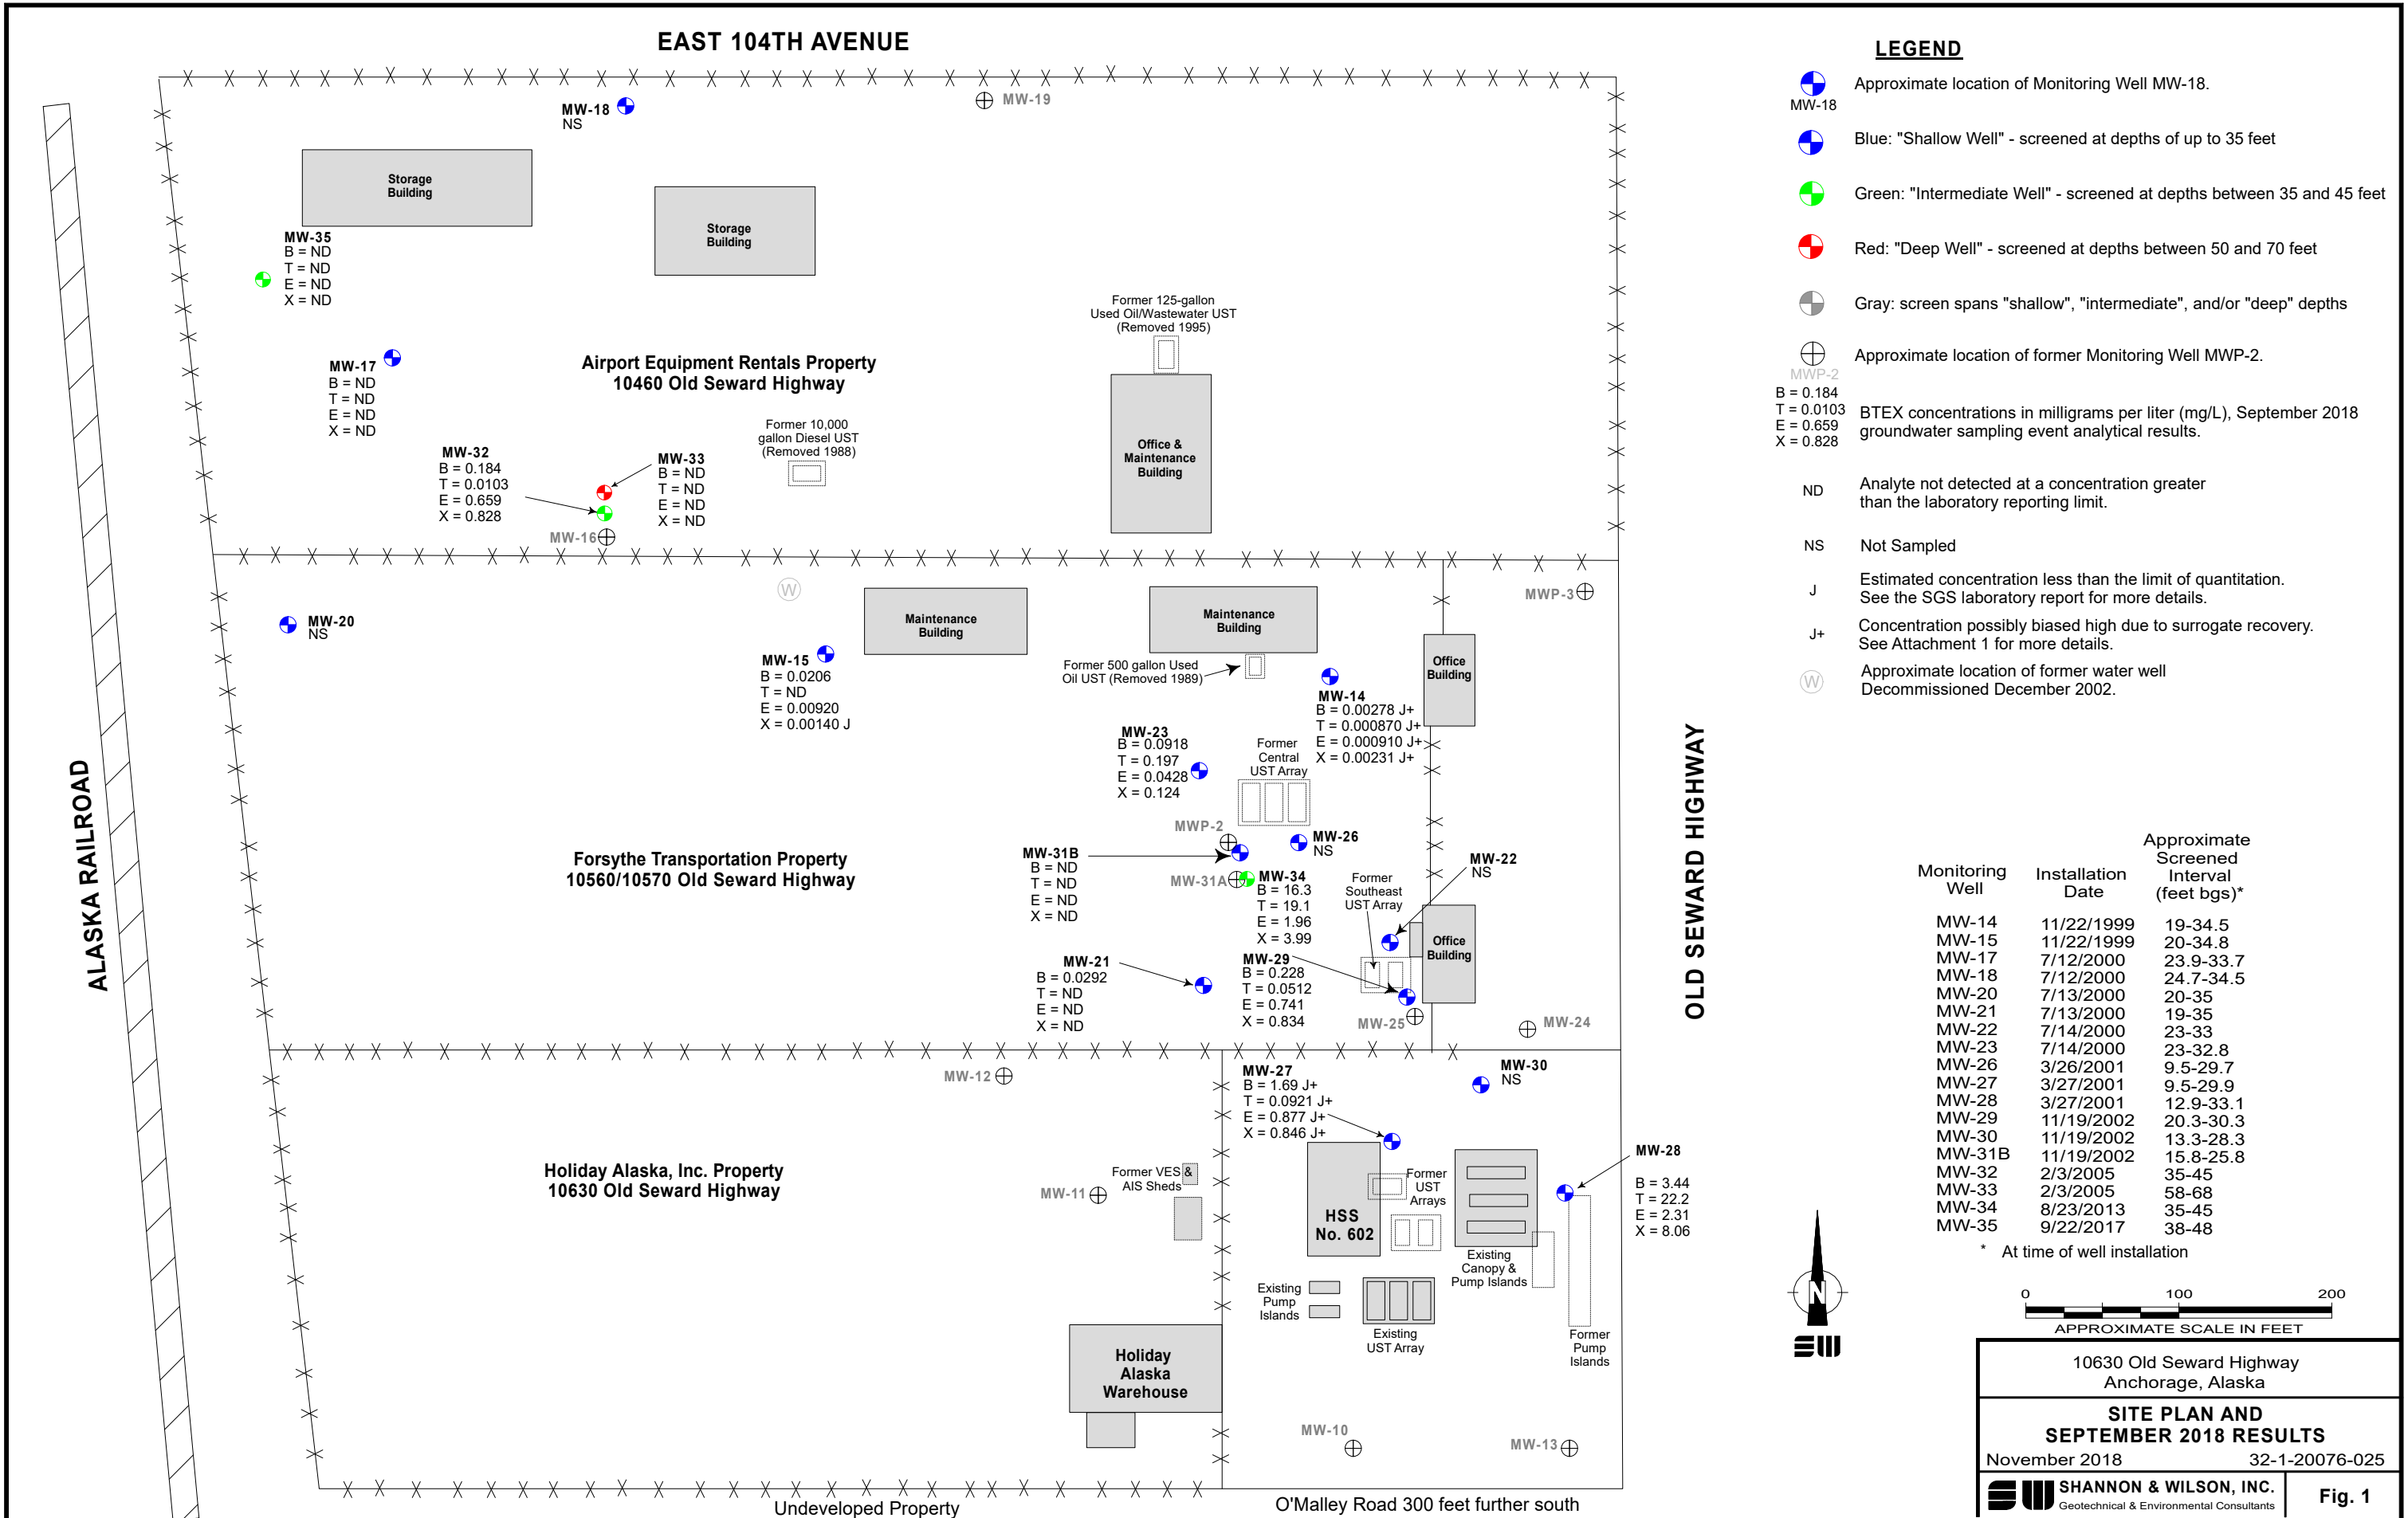 EAST 104TH AVENUE
MW-18
NS
MW-19
Storage
Building
Storage
Building
MW-35
B = ND
T = ND
E = ND
X = ND
MW-17
B = ND
T = ND
E = ND
X = ND
Airport Equipment Rentals Property
10460 Old Seward Highway
Former 125-gallon
Used Oil/Wastewater UST
(Removed 1995)
Office &
Maintenance
Building
Former 10,000
gallon Diesel UST
(Removed 1988)
MW-32
B = 0.184
T = 0.0103
E = 0.659
X = 0.828
MW-33
B = ND
T = ND
E = ND
X = ND
MW-16
W
MW-20
NS
Maintenance
Building
Maintenance
Building
MWP-3
MW-15
B = 0.0206
T = ND
E = 0.00920
X = 0.00140 J
Former 500 gallon Used
Oil UST (Removed 1989)
Office
Building
MW-14
B = 0.00278 J+
T = 0.000870 J+
E = 0.000910 J+
X = 0.00231 J+
MW-23
B = 0.0918
T = 0.197
E = 0.0428
X = 0.124
Former
Central
UST Array
MWP-2
MW-26
NS
MW-31B
B = ND
T = ND
E = ND
X = ND
MW-31A
MW-34
B = 16.3
T = 19.1
E = 1.96
X = 3.99
Former
Southeast
UST Array
MW-22
NS
Office
Building
Forsythe Transportation Property
10560/10570 Old Seward Highway
MW-21
B = 0.0292
T = ND
E = ND
X = ND
MW-29
B = 0.228
T = 0.0512
E = 0.741
X = 0.834
MW-25
MW-24
ALASKA RAILROAD
OLD SEWARD HIGHWAY
MW-12
MW-27
B = 1.69 J+
T = 0.0921 J+
E = 0.877 J+
X = 0.846 J+
MW-30
NS
MW-28
B = 3.44
T = 22.2
E = 2.31
X = 8.06
Holiday Alaska, Inc. Property
10630 Old Seward Highway
Former VES &
AIS Sheds
MW-11
HSS
No. 602
Former
UST
Arrays
Existing
Canopy &
Pump Islands
Existing
Pump
Islands
Existing
UST Array
Former
Pump
Islands
Holiday
Alaska
Warehouse
MW-10
MW-13
Undeveloped Property
O'Malley Road 300 feet further south
LEGEND
MW-18
Approximate location of Monitoring Well MW-18.
Blue: "Shallow Well" - screened at depths of up to 35 feet
Green: "Intermediate Well" - screened at depths between 35 and 45 feet
Red: "Deep Well" - screened at depths between 50 and 70 feet
Gray: screen spans "shallow", "intermediate", and/or "deep" depths
Approximate location of former Monitoring Well MWP-2.
MWP-2
B = 0.184
T = 0.0103
E = 0.659
X = 0.828
BTEX concentrations in milligrams per liter (mg/L), September 2018
groundwater sampling event analytical results.
ND Analyte not detected at a concentration greater
than the laboratory reporting limit.
NS Not Sampled
J Estimated concentration less than the limit of quantitation.
See the SGS laboratory report for more details.
J+ Concentration possibly biased high due to surrogate recovery.
See Attachment 1 for more details.
W Approximate location of former water well
Decommissioned December 2002.
Monitoring
Well
Installation
Date
Approximate
Screened
Interval
(feet bgs)*
MW-14 11/22/1999 19-34.5
MW-15 11/22/1999 20-34.8
MW-17 7/12/2000 23.9-33.7
MW-18 7/12/2000 24.7-34.5
MW-20 7/13/2000 20-35
MW-21 7/13/2000 19-35
MW-22 7/14/2000 23-33
MW-23 7/14/2000 23-32.8
MW-26 3/26/2001 9.5-29.7
MW-27 3/27/2001 9.5-29.9
MW-28 3/27/2001 12.9-33.1
MW-29 11/19/2002 20.3-30.3
MW-30 11/19/2002 13.3-28.3
MW-31B 11/19/2002 15.8-25.8
MW-32 2/3/2005 35-45
MW-33 2/3/2005 58-68
MW-34 8/23/2013 35-45
MW-35 9/22/2017 38-48
* At time of well installation
N
0 100 200
APPROXIMATE SCALE IN FEET
10630 Old Seward Highway
Anchorage, Alaska
SITE PLAN AND
SEPTEMBER 2018 RESULTS
November 2018 32-1-20076-025
SHANNON & WILSON, INC.
Geotechnical & Environmental Consultants
Fig. 1